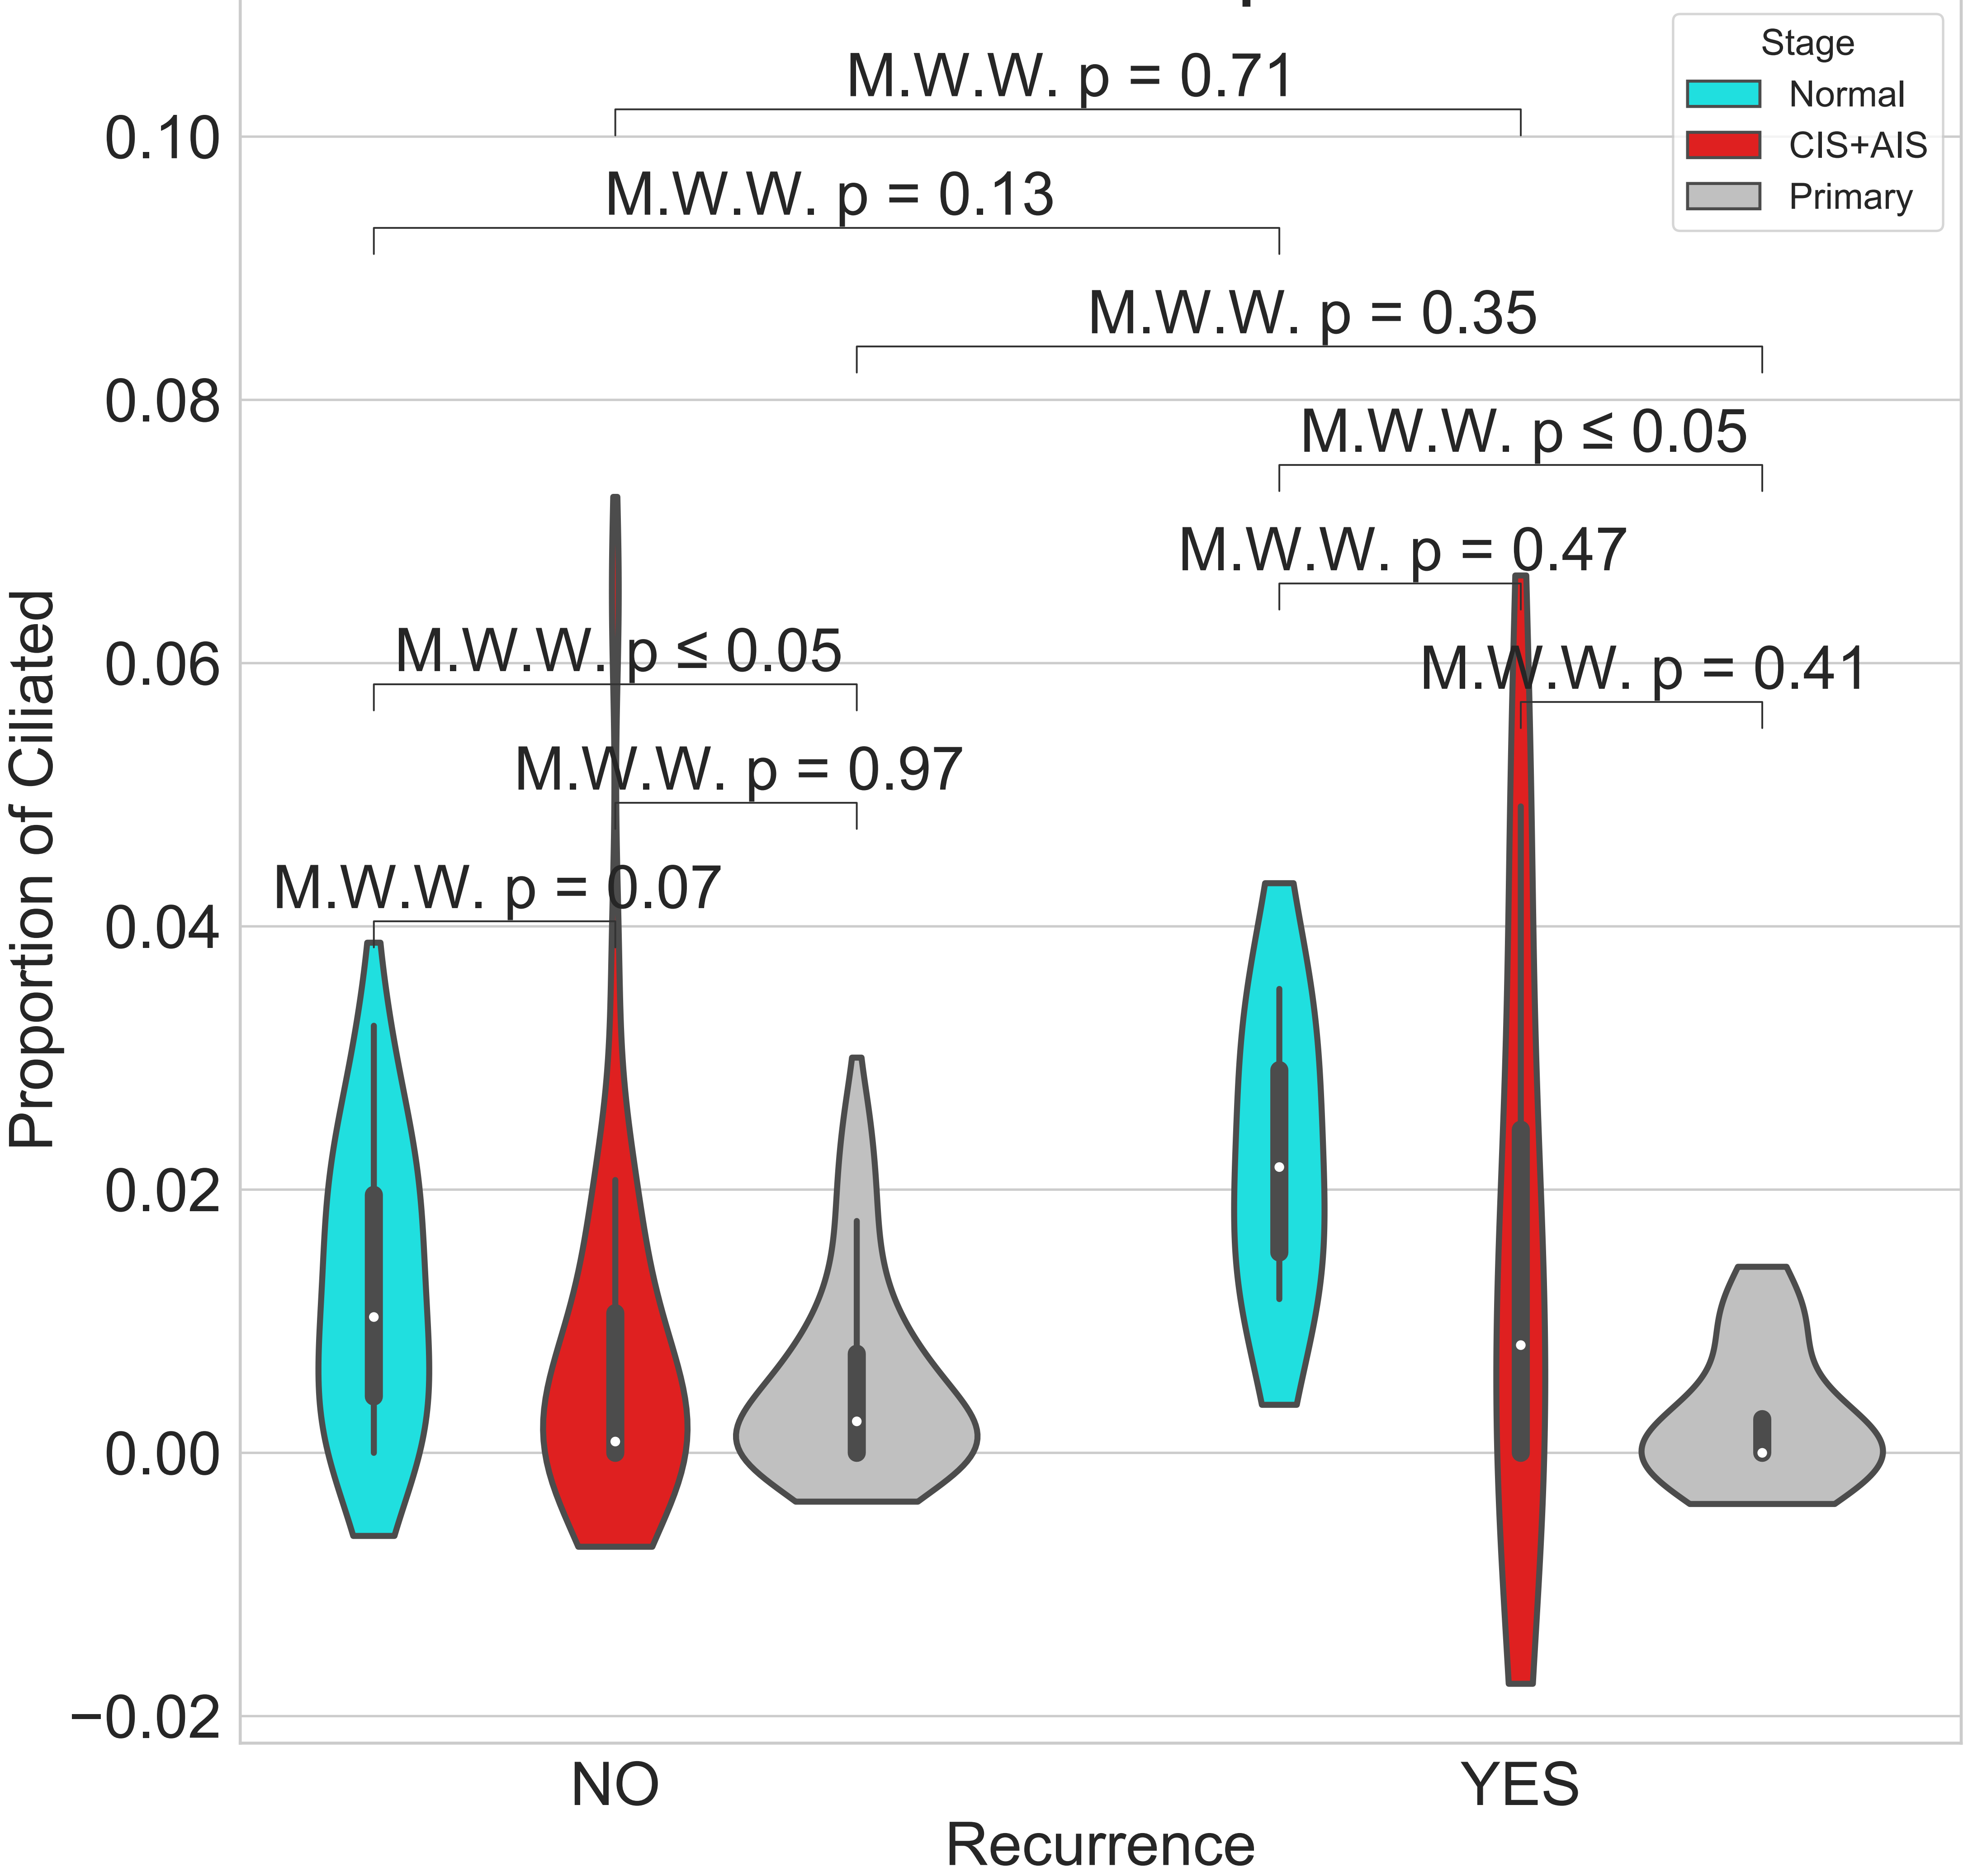 Stage
Normal
CIS+AIS
Primary
M.W.W. p = 0.71
M.W.W. p = 0.13
M.W.W. p = 0.35
M.W.W. p ≤ 0.05
M.W.W. p = 0.47
M.W.W. p ≤ 0.05
M.W.W. p = 0.41
M.W.W. p = 0.97
M.W.W. p = 0.07
0.10
0.08
0.06
0.04
0.02
0.00
−0.02
Proportion of Ciliated
NO
YES
Recurrence